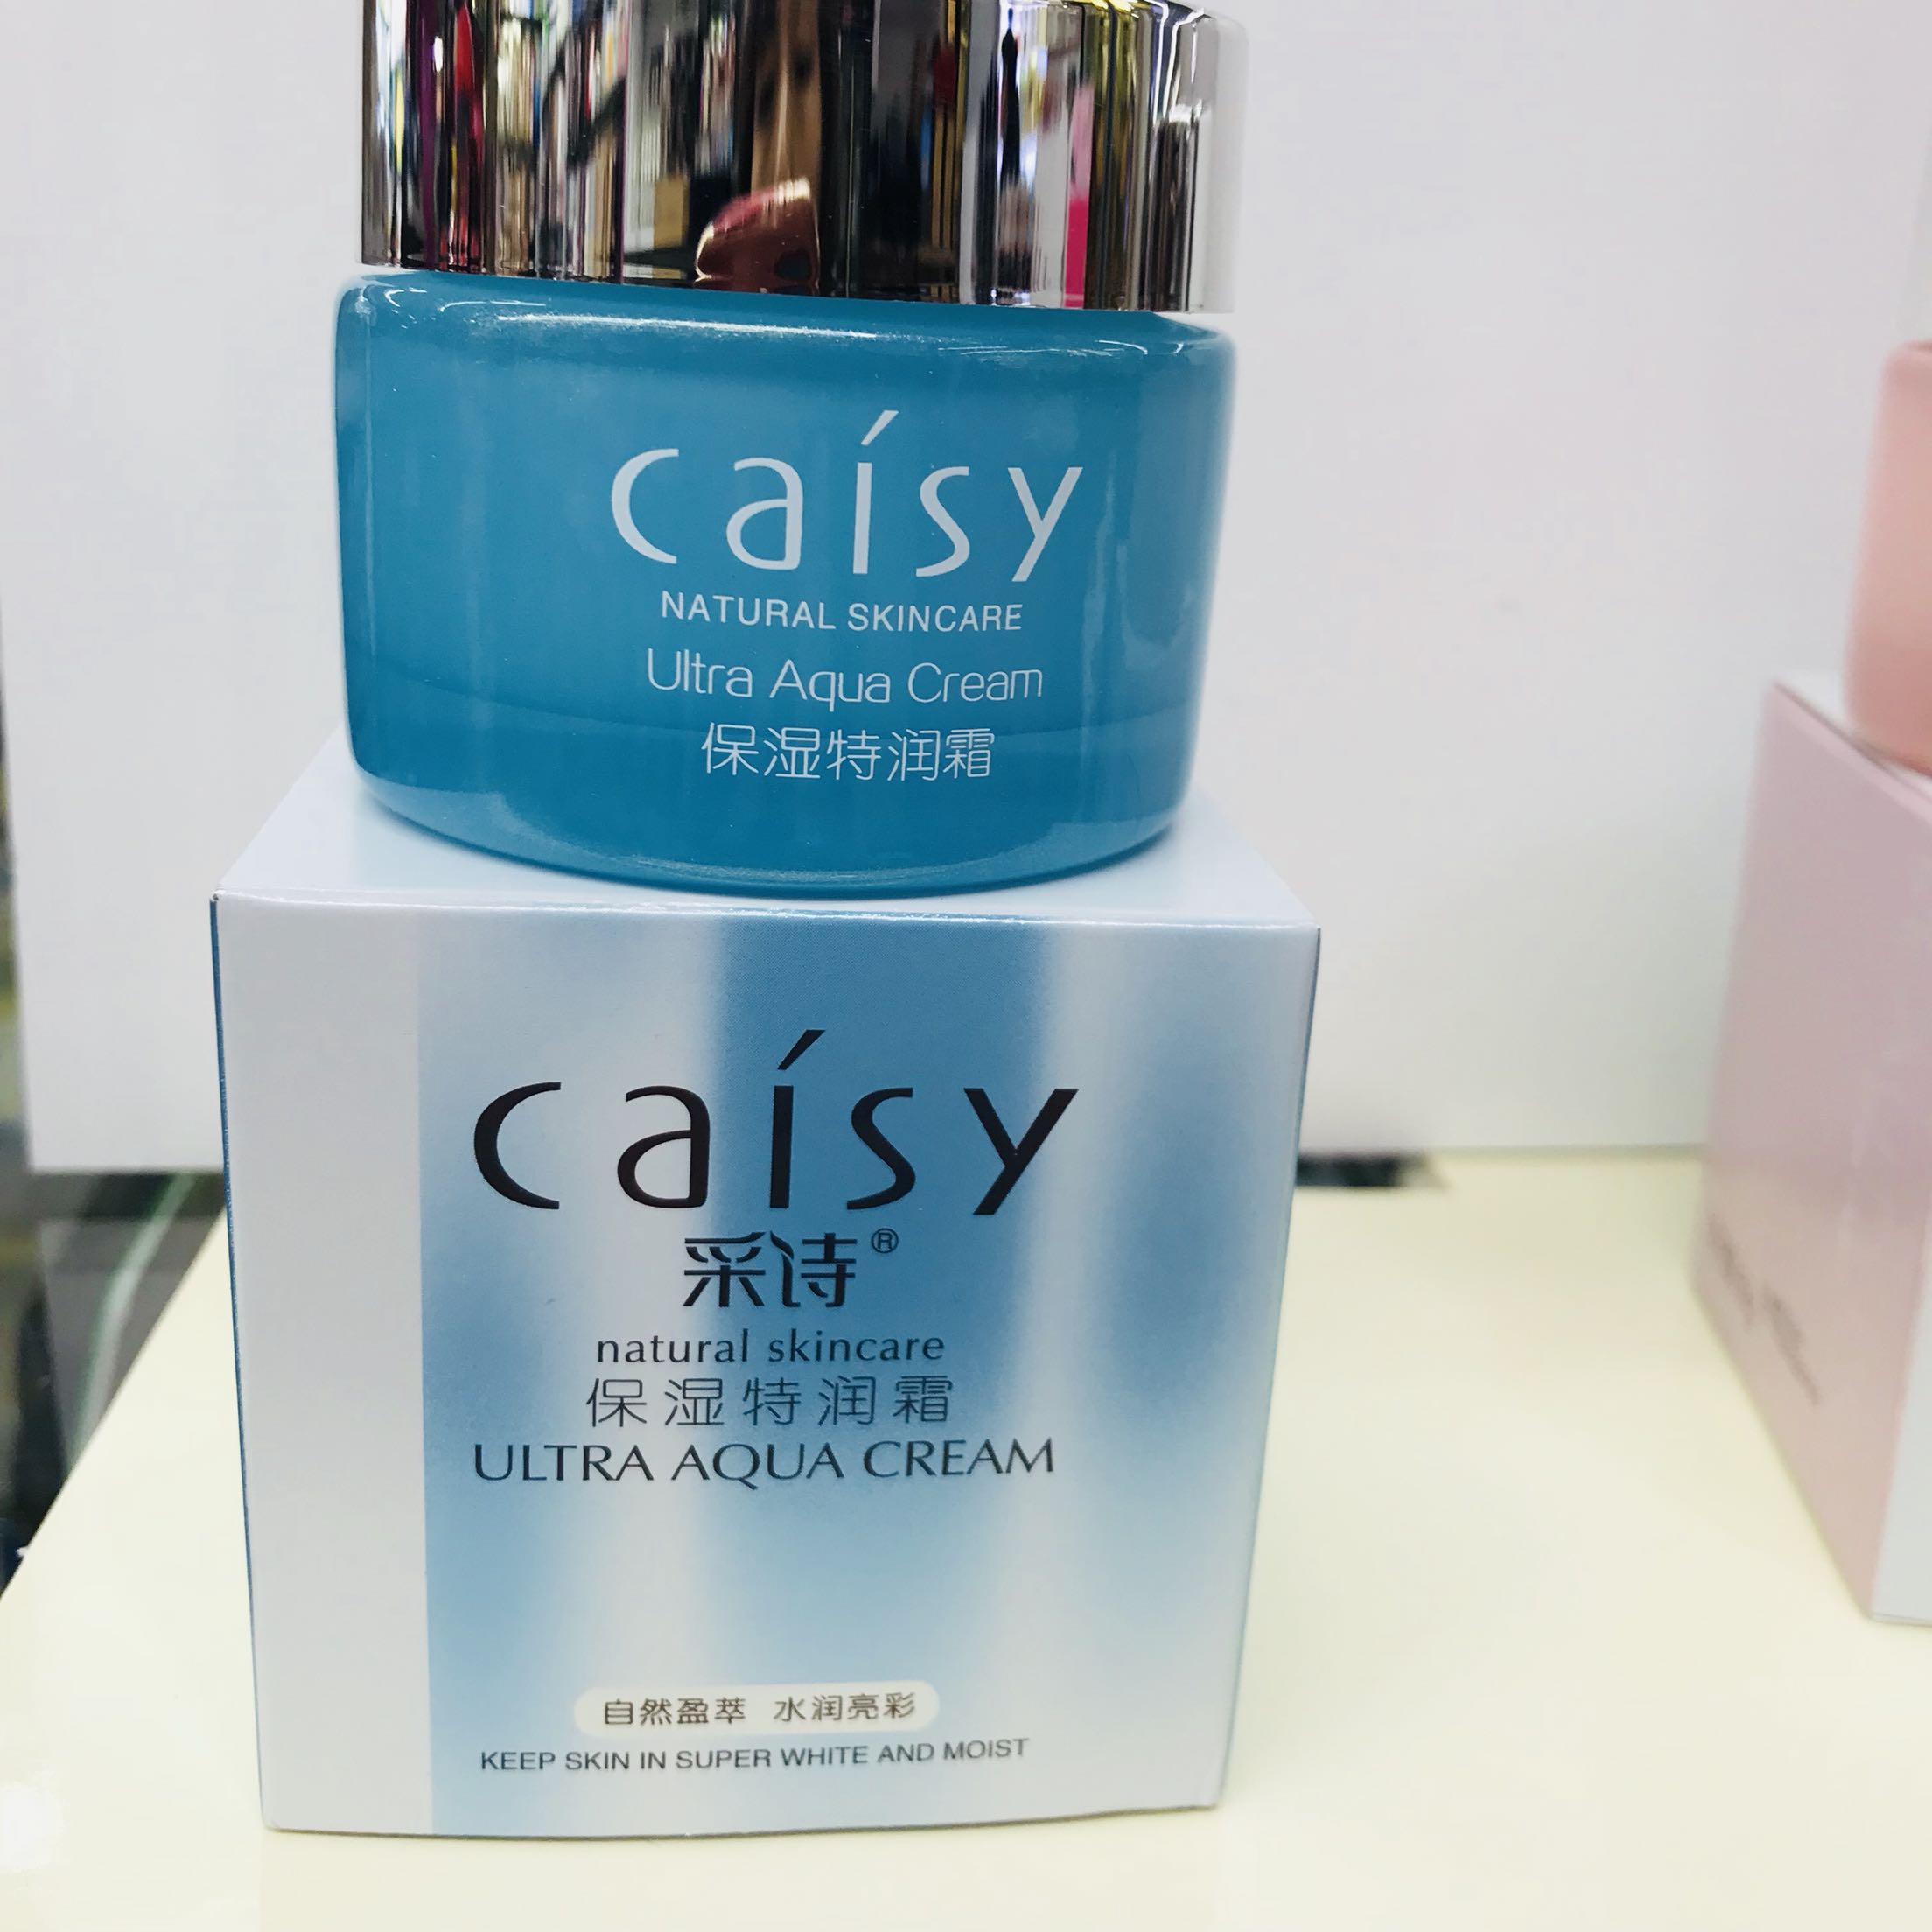 caísy
NATURAL SKINCARE
Ultra Aqua Cream
保湿特润霜
caísy
采诗®
natural skincare
保湿特润霜
ULTRA AQUA CREAM
自然盈萃 水润亮彩
KEEP SKIN IN SUPER WHITE AND MOIST